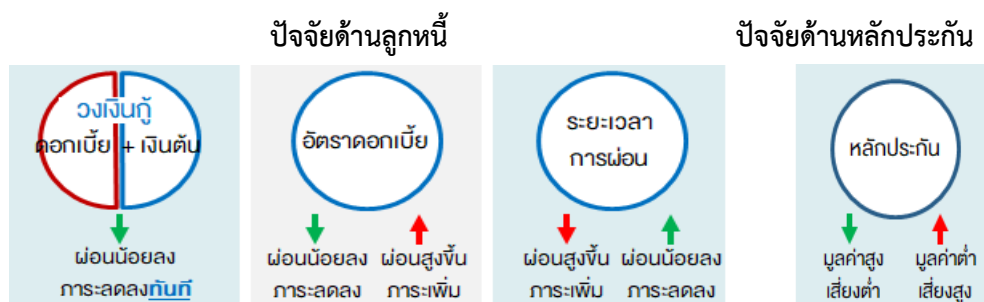 ปัจจัยด้านลูกหนี้
ปัจจัยด้านหลักประกัน
วงเงินกู้
ดอกเบี้ย + เงินต้น
ผ่อนน้อยลง
ภาระลดลงทันที
อัตราดอกเบี้ย
ผ่อนน้อยลง ผ่อนสูงขึ้น
ภาระลดลง ภาระเพิ่ม
ระยะเวลา
การผ่อน
ผ่อนสูงขึ้น ผ่อนน้อยลง
ภาระเพิ่ม ภาระลดลง
หลักประกัน
มูลค่าสูง มูลค่าต่ำ
เสี่ยงต่ำ เสี่ยงสูง